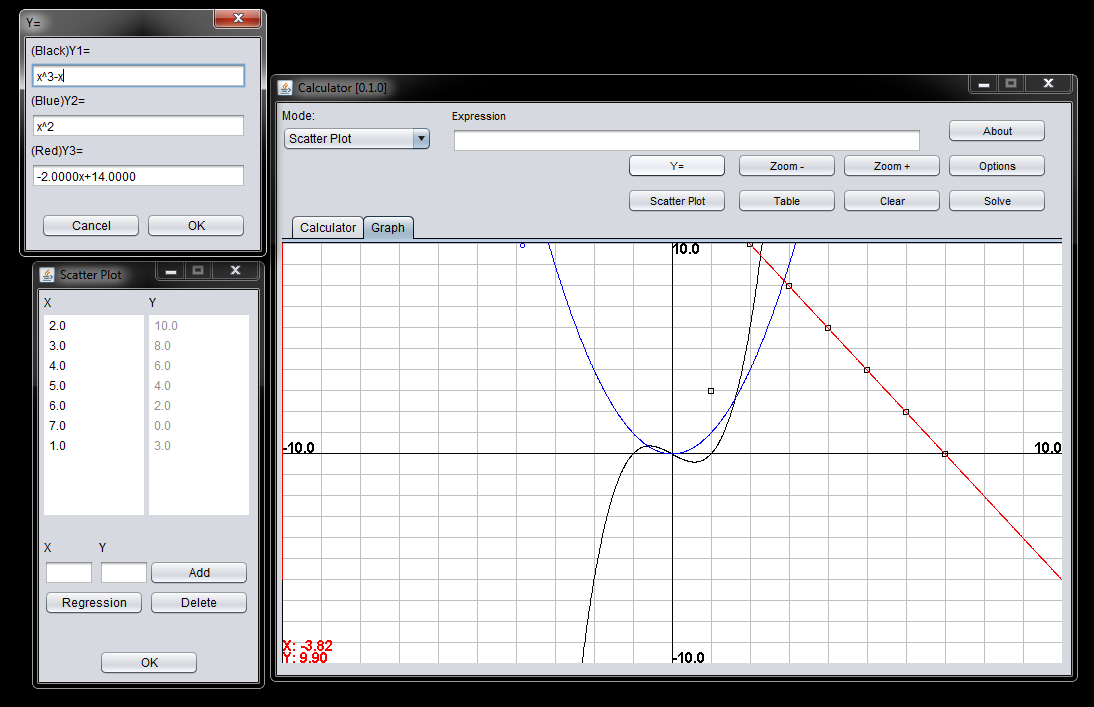 Y=
(Black)Y1=
x^3-x
(Blue)Y2=
x^2
(Red)Y3=
-2.0000x+14.0000
Cancel OK
Scatter Plot
X Y
2.0 10.0
3.0 8.0
4.0 6.0
5.0 4.0
6.0 2.0
7.0 0.0
1.0 3.0
X Y
Add
Regression Delete
OK
Calculator [0.1.0]
Mode: Expression
Scatter Plot About
Y= Zoom - Zoom + Options
Scatter Plot Table Clear Solve
Calculator Graph
10.0
-10.0 10.0
X: -3.82
Y: 9.90
-10.0